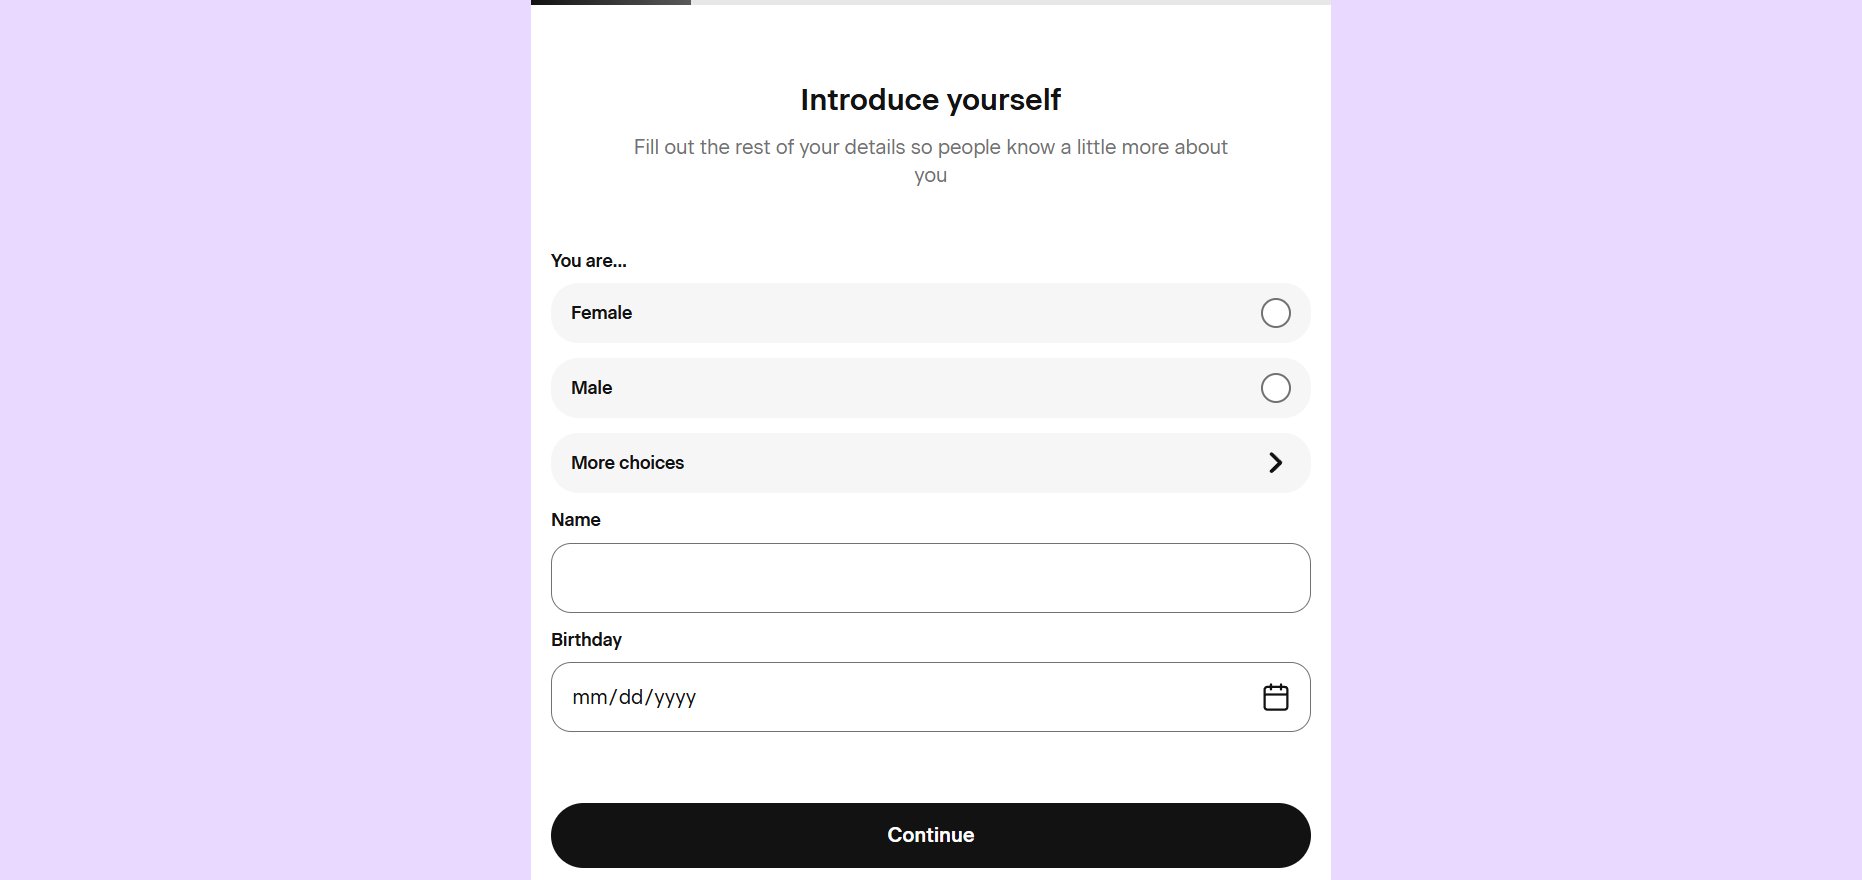 Introduce yourself
Fill out the rest of your details so people know a little more about
you
You are...
Female
Male
More choices
Name
Birthday
mm/dd/yyyy
Continue